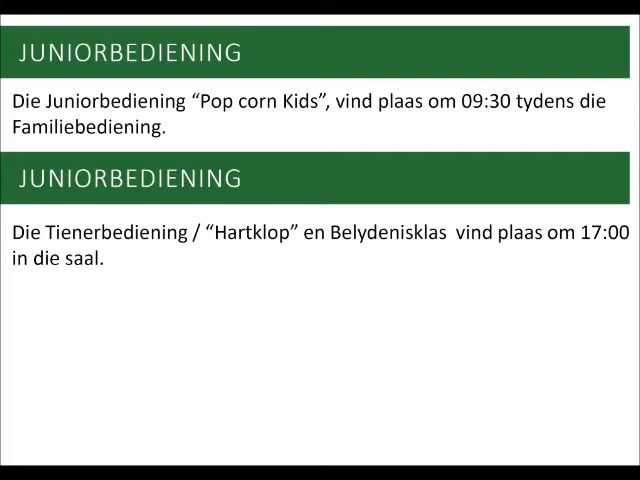 JUNIORBEDIENING
Die Juniorbediening “Pop corn Kids”, vind plaas om 09:30 tydens die
Familiebediening.
JUNIORBEDIENING
Die Tienerbediening / “Hartklop” en Belydenisklas vind plaas om 17:00
in die saal.